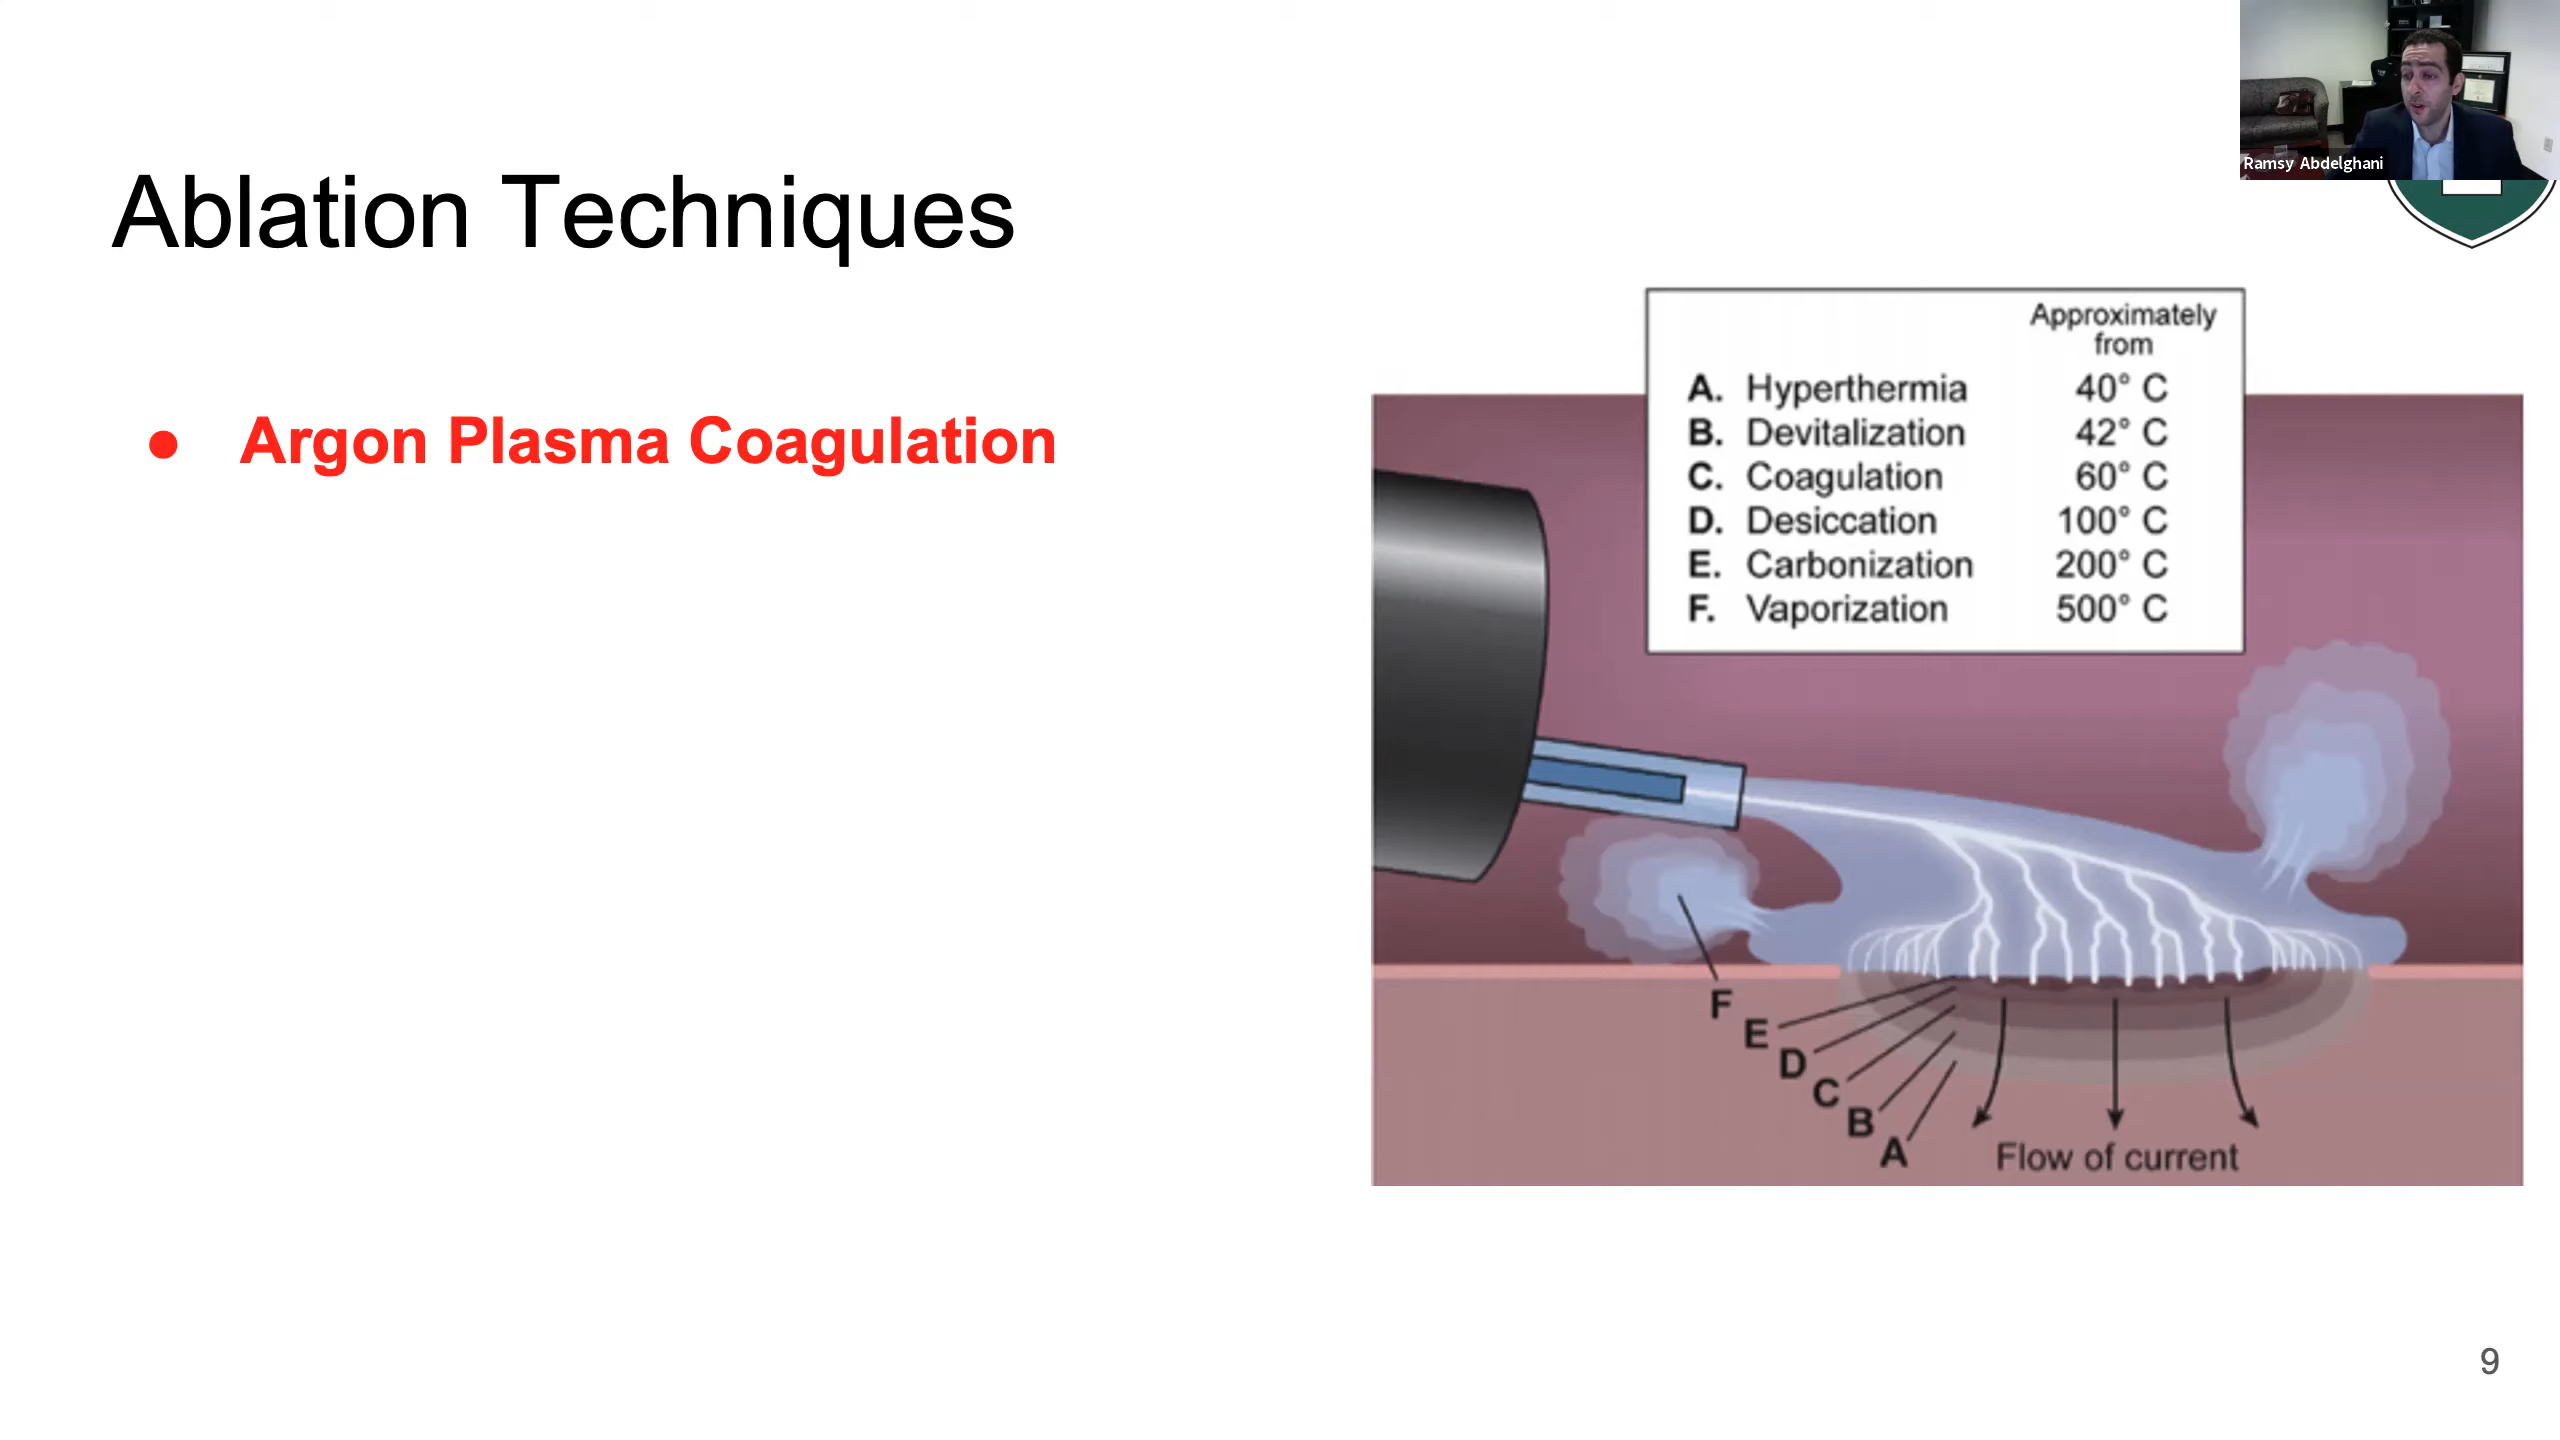 Ramsy Abdelghani
Ablation Techniques
● Argon Plasma Coagulation
Approximately
from
A. Hyperthermia 40° C
B. Devitalization 42° C
C. Coagulation 60° C
D. Desiccation 100° C
E. Carbonization 200° C
F. Vaporization 500° C
F
E
D
C
B
A
Flow of current
9